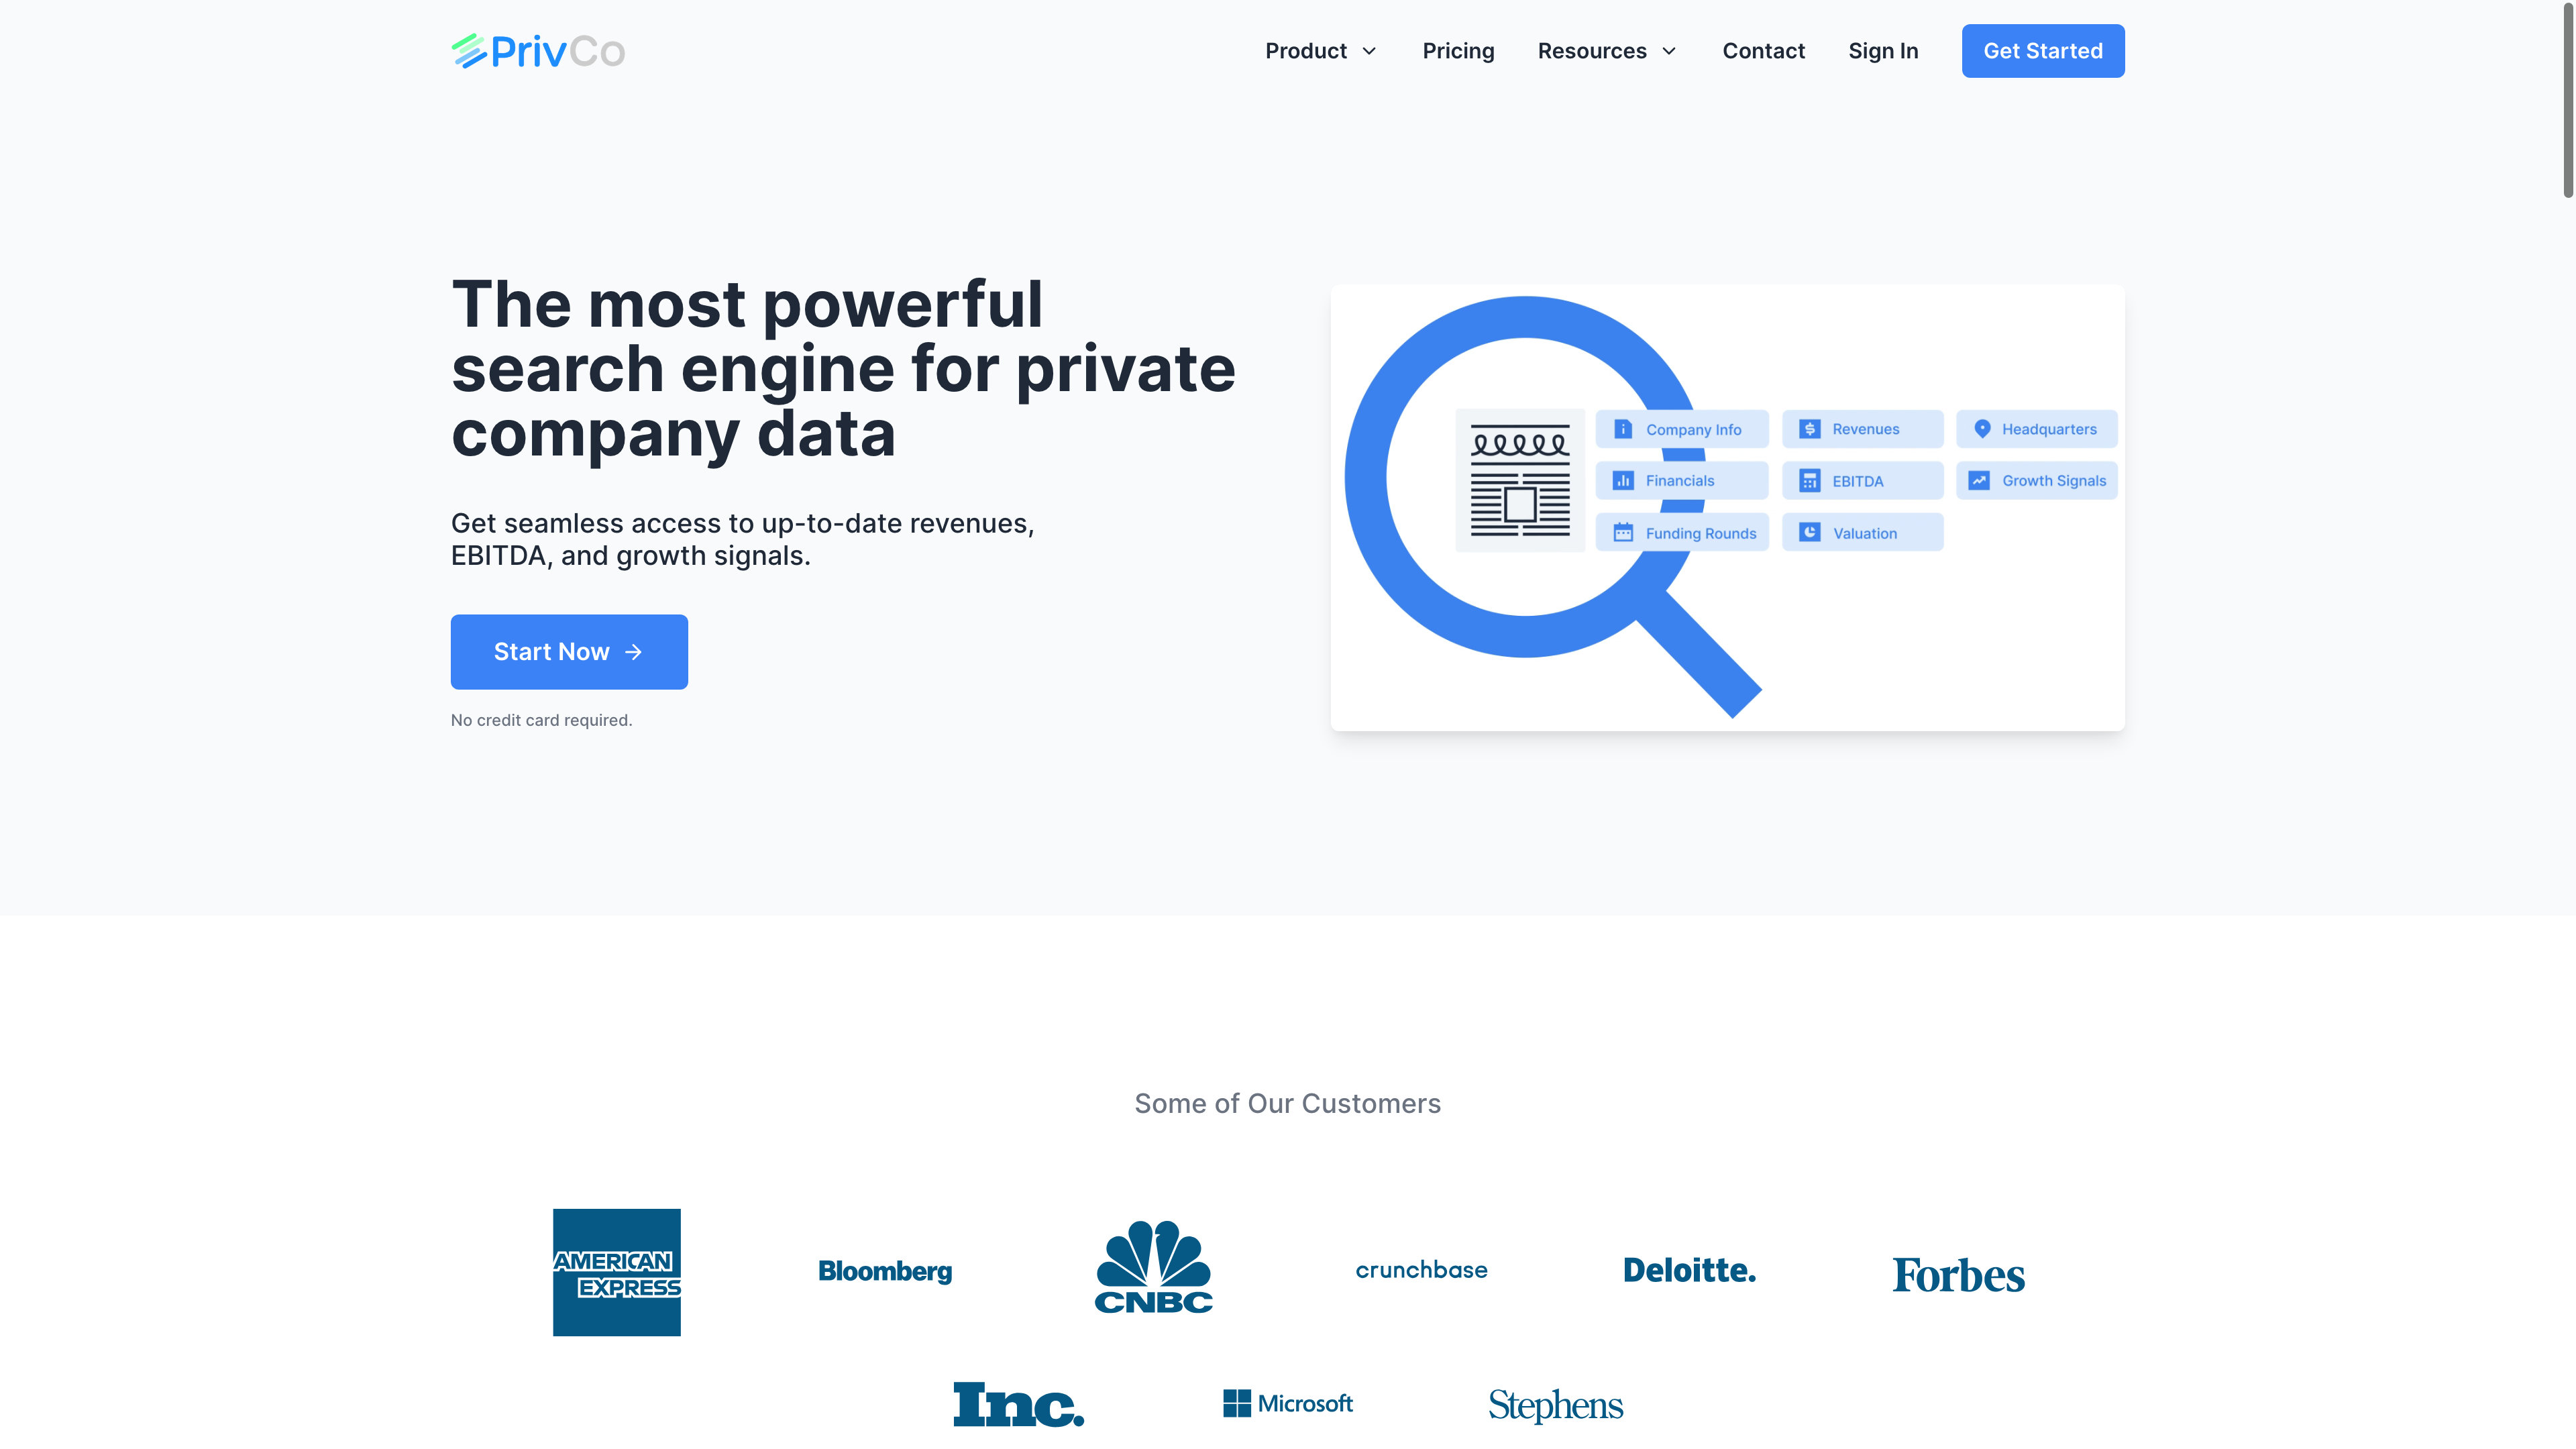 PrivCo
Product
Pricing
Resources
Contact
Sign In
Get Started
The most powerful
search engine for private
company data
Get seamless access to up-to-date revenues,
EBITDA, and growth signals.
Start Now
No credit card required.
Company Info
Revenues
Headquarters
Financials
EBITDA
Growth Signals
Funding Rounds
Valuation
Some of Our Customers
AMERICAN
EXPRESS
Bloomberg
CNBC
crunchbase
Deloitte.
Forbes
Inc.
Microsoft
Stephens